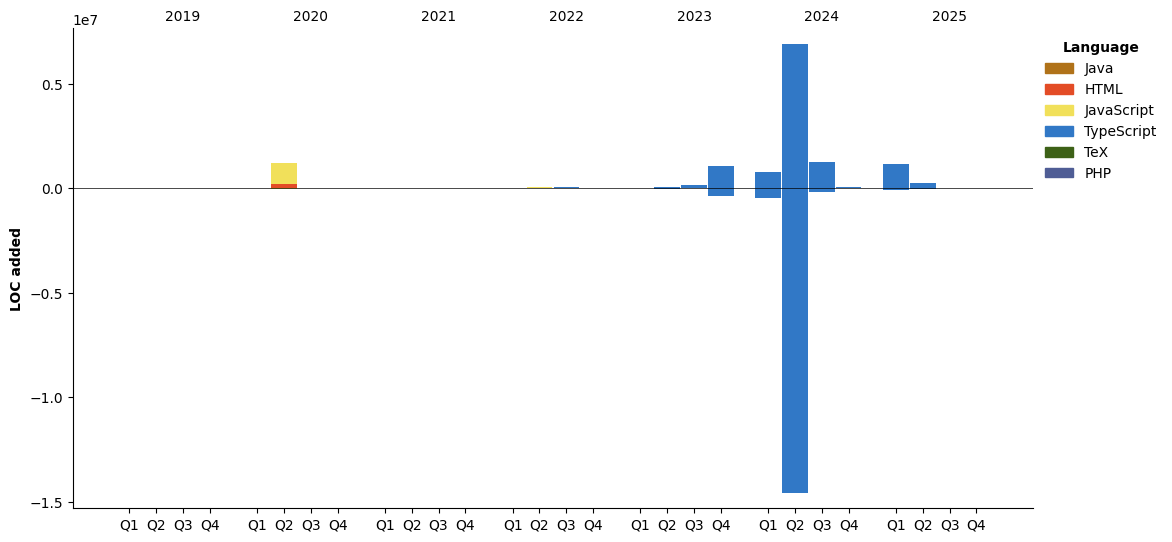 1e7
2019 2020 2021 2022 2023 2024 2025
Language
Java
HTML
JavaScript
TypeScript
TeX
PHP
0.5
0.0
−0.5
−1.0
−1.5
LOC added
Q1 Q2 Q3 Q4 Q1 Q2 Q3 Q4 Q1 Q2 Q3 Q4 Q1 Q2 Q3 Q4 Q1 Q2 Q3 Q4 Q1 Q2 Q3 Q4 Q1 Q2 Q3 Q4